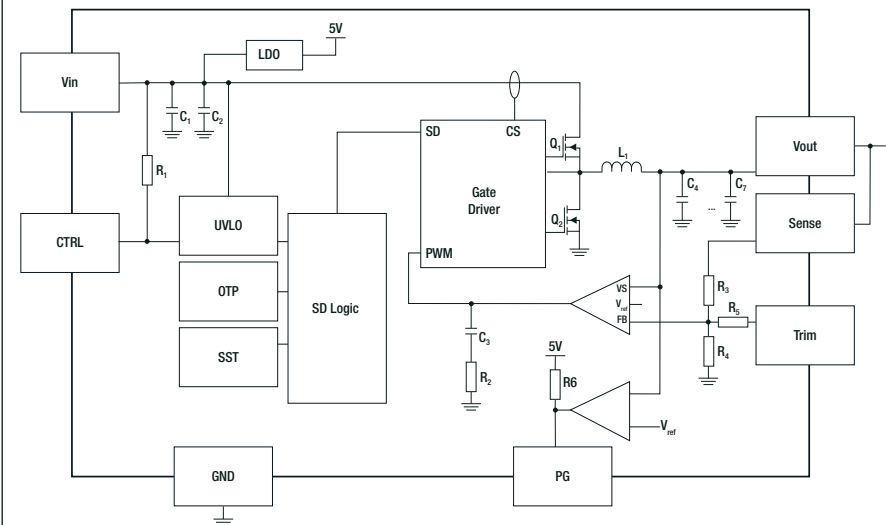 5V
LDO
Vin
C1
C2
SD
CS
Q1
L1
Vout
R1
Gate
Driver
C4
C7
...
UVLO
Q2
Sense
CTRL
PWM
OTP
SD Logic
VS
Vref
FB
R3
R5
Trim
C3
R4
SST
5V
R2
R6
Vref
GND
PG